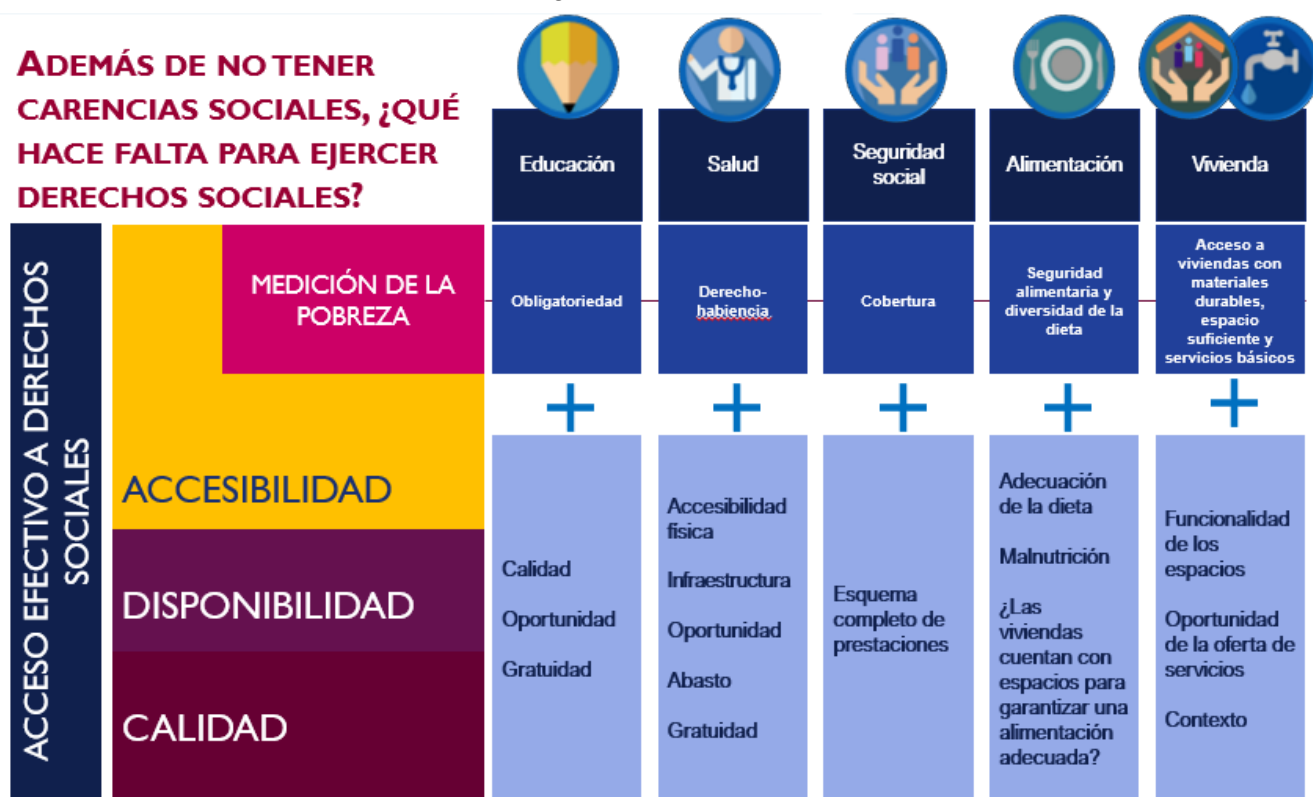 ADEMÁS DE NO TENER
CARENCIAS SOCIALES, ¿QUÉ
HACE FALTA PARA EJERCER
DERECHOS SOCIALES?
Educación
Salud
Seguridad
social
Alimentación
Vivienda
ACCESO EFECTIVO A DERECHOS
SOCIALES
MEDICIÓN DE LA
POBREZA
Obligatoriedad
Derecho-
habiencia
Cobertura
Seguridad
alimentaria y
diversidad de la
dieta
Acceso a
viviendas con
materiales
durables,
espacio
suficiente y
servicios básicos
+
+
+
+
+
ACCESIBILIDAD
DISPONIBILIDAD
CALIDAD
Calidad
Oportunidad
Gratuidad
Accesibilidad
física
Infraestructura
Oportunidad
Abasto
Gratuidad
Esquema
completo de
prestaciones
Adecuación
de la dieta
Malnutrición
¿Las
viviendas
cuentan con
espacios para
garantizar una
alimentación
adecuada?
Funcionalidad
de los
espacios
Oportunidad
de la oferta de
servicios
Contexto